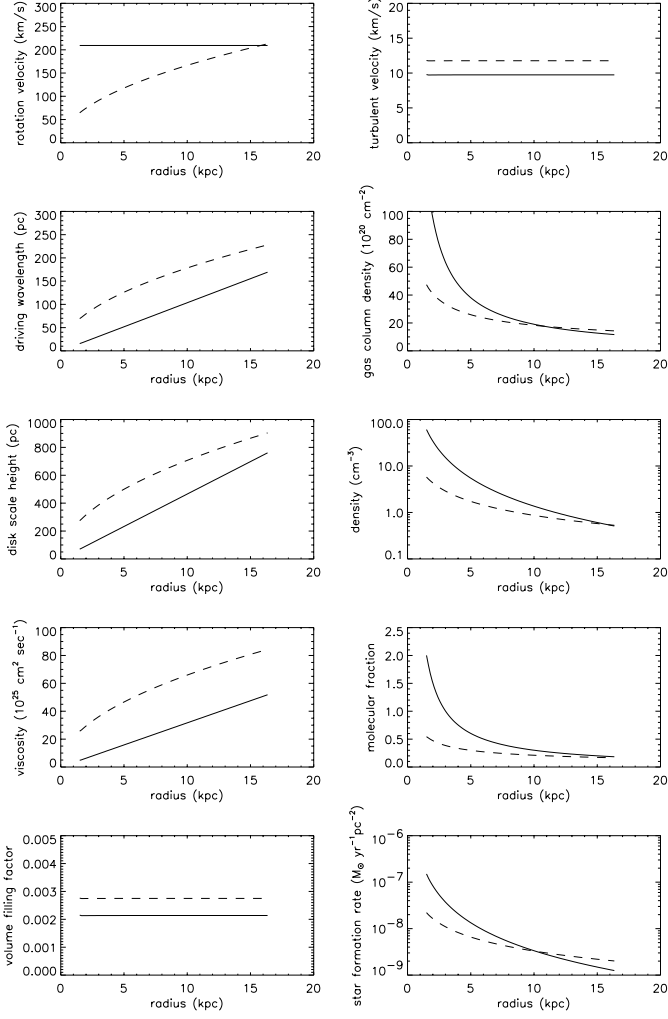 rotation velocity (km/s)
300
250
200
150
100
50
0
0 5 10 15 20
radius (kpc)
turbulent velocity (km/s)
20
15
10
5
0
0 5 10 15 20
radius (kpc)
driving wavelength (pc)
300
250
200
150
100
50
0
0 5 10 15 20
radius (kpc)
gas column density (10²⁰ cm⁻²)
100
80
60
40
20
0
0 5 10 15 20
radius (kpc)
disk scale height (pc)
1000
800
600
400
200
0
0 5 10 15 20
radius (kpc)
density (cm⁻³)
100.0
10.0
1.0
0.1
0 5 10 15 20
radius (kpc)
viscosity (10²⁵ cm² sec⁻¹)
100
80
60
40
20
0
0 5 10 15 20
radius (kpc)
molecular fraction
2.5
2.0
1.5
1.0
0.5
0.0
0 5 10 15 20
radius (kpc)
volume filling factor
0.005
0.004
0.003
0.002
0.001
0.000
0 5 10 15 20
radius (kpc)
star formation rate (M☉ yr⁻¹pc⁻²)
10⁻⁶
10⁻⁷
10⁻⁸
10⁻⁹
0 5 10 15 20
radius (kpc)